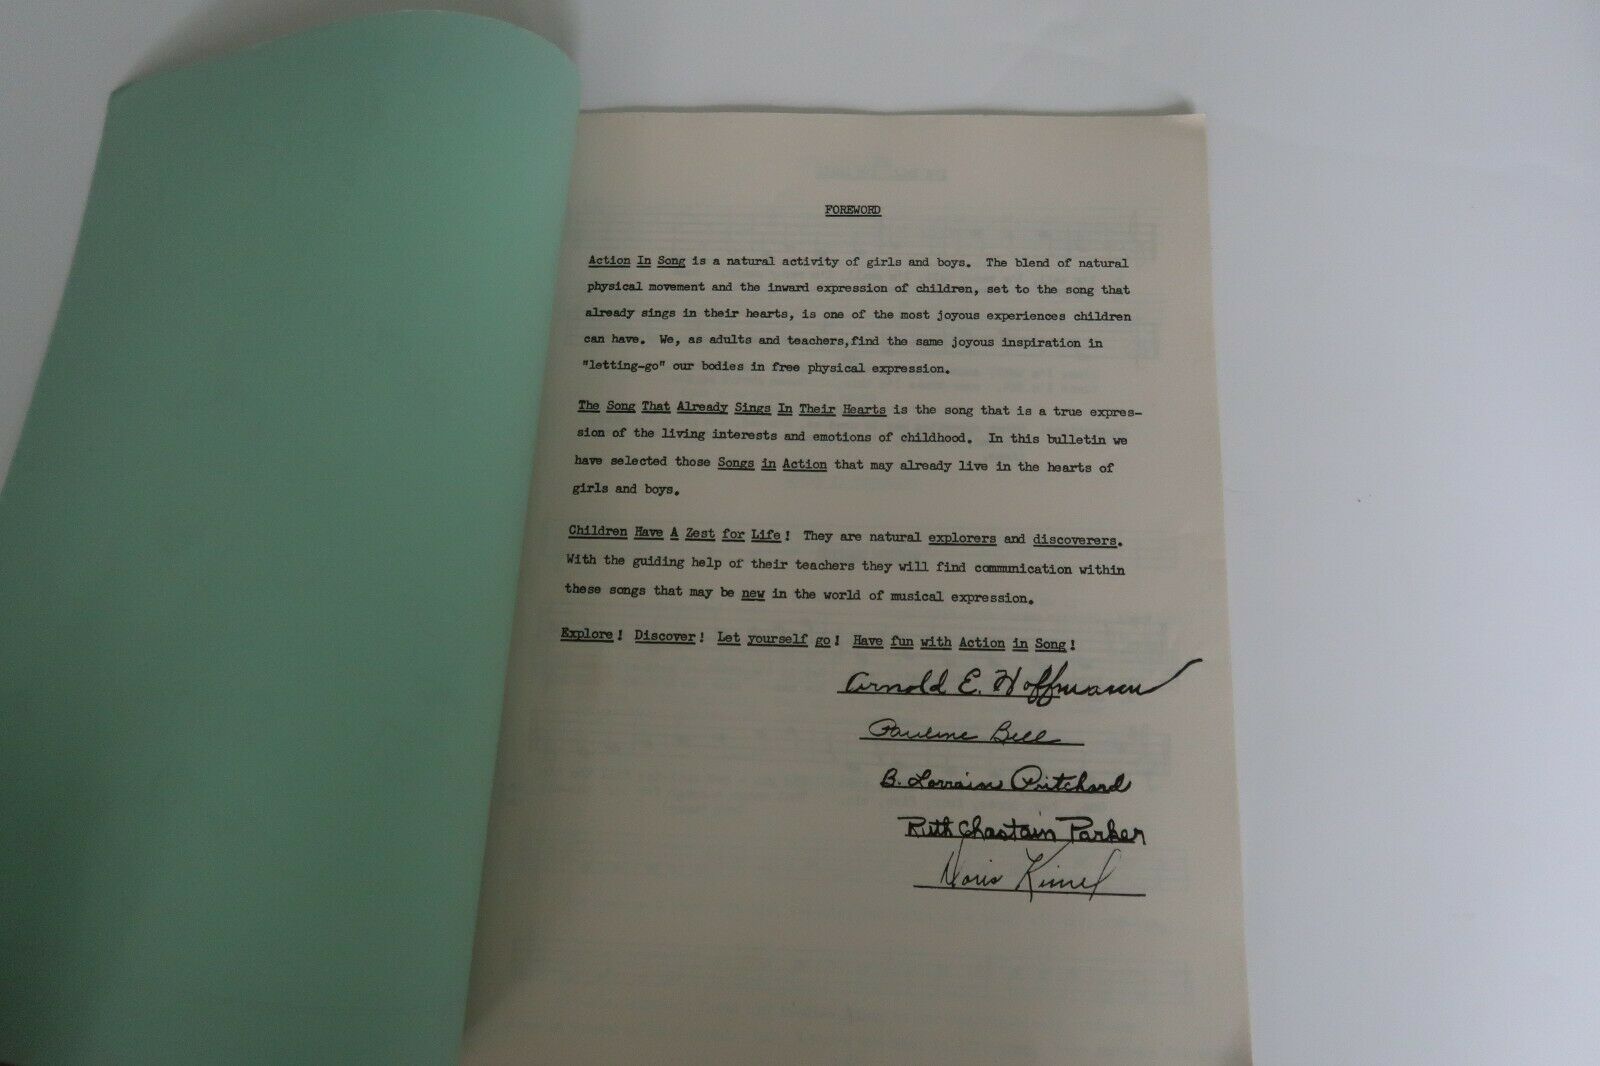 FOREWORD
Action In Song is a natural activity of girls and boys. The blend of natural
physical movement and the inward expression of children, set to the song that
already sings in their hearts, is one of the most joyous experiences children
can have. We, as adults and teachers,find the same joyous inspiration in
"letting-go" our bodies in free physical expression.
The Song That Already Sings In Their Hearts is the song that is a true expres-
sion of the living interests and emotions of childhood. In this bulletin we
have selected those Songs in Action that may already live in the hearts of
girls and boys.
Children Have A Zest for Life! They are natural explorers and discoverers.
With the guiding help of their teachers they will find communication within
these songs that may be new in the world of musical expression.
Explore! Discover! Let yourself go! Have fun with Action in Song!
Arnold E. Hoffmann
Pauline Bell
B. Lorraine Pritchard
Ruth Chastain Parker
Doris Kimel